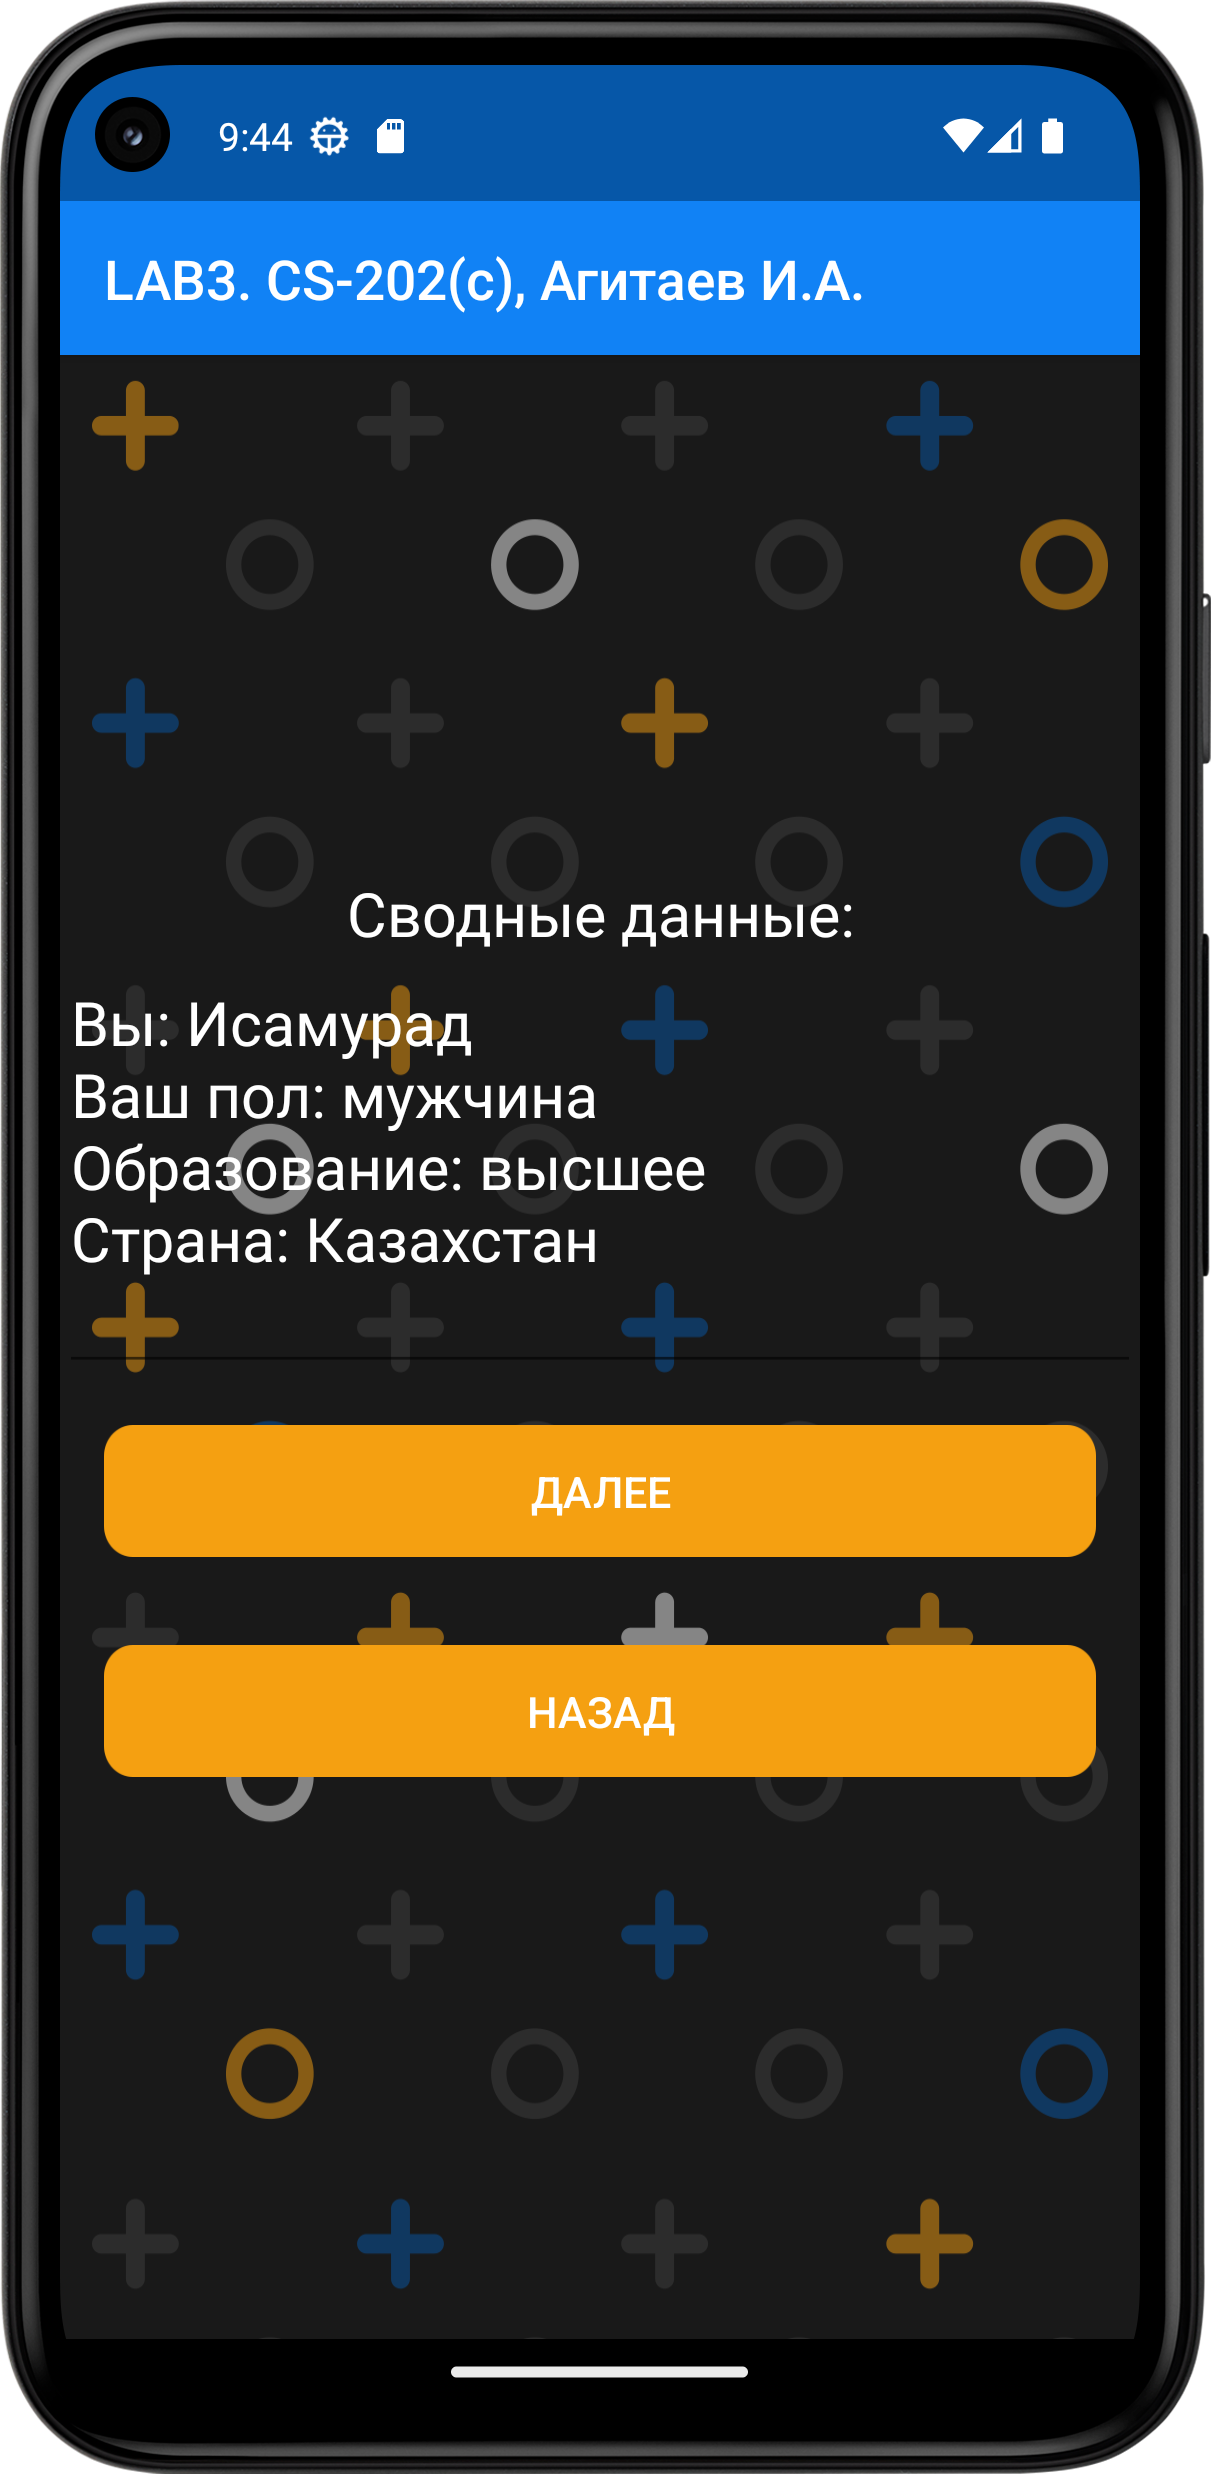 9:44
LAB3. CS-202(c), Агитаев И.А.
Сводные данные:
Вы: Исамурад
Ваш пол: мужчина
Образование: высшее
Страна: Казахстан
ДАЛЕЕ
НАЗАД